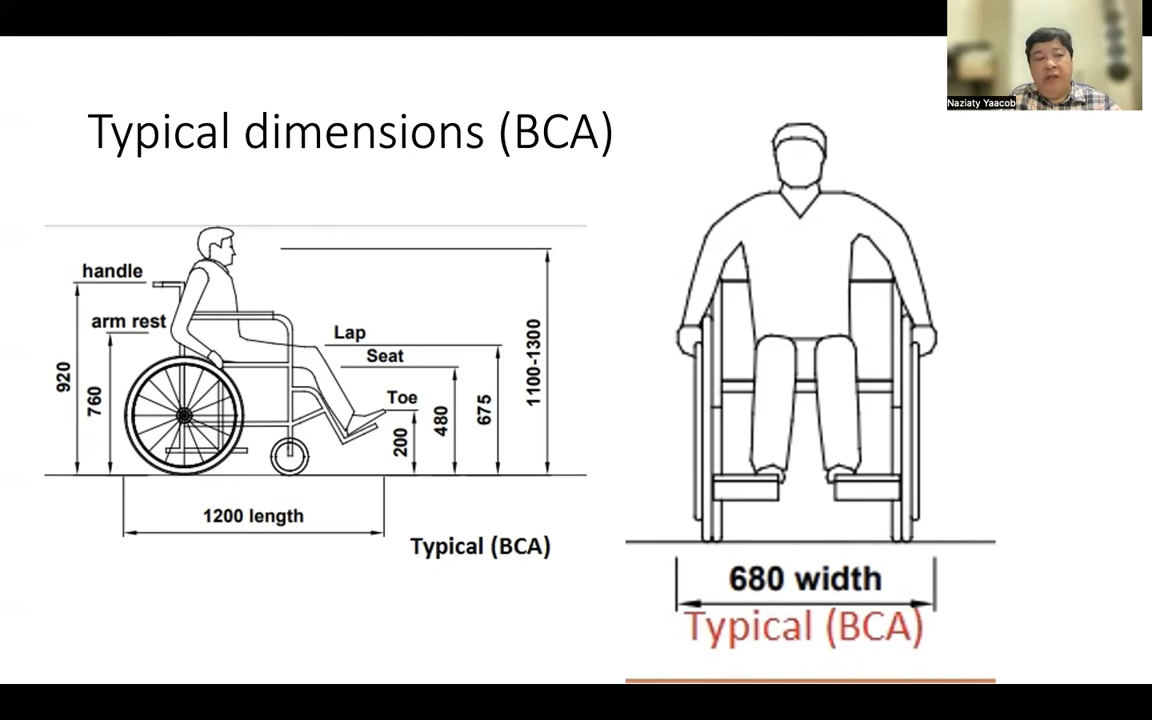 Naziaty Yaacob
Typical dimensions (BCA)
handle
arm rest
Lap
Seat
Toe
920
760
200
480
675
1100-1300
1200 length
Typical (BCA)
680 width
Typical (BCA)